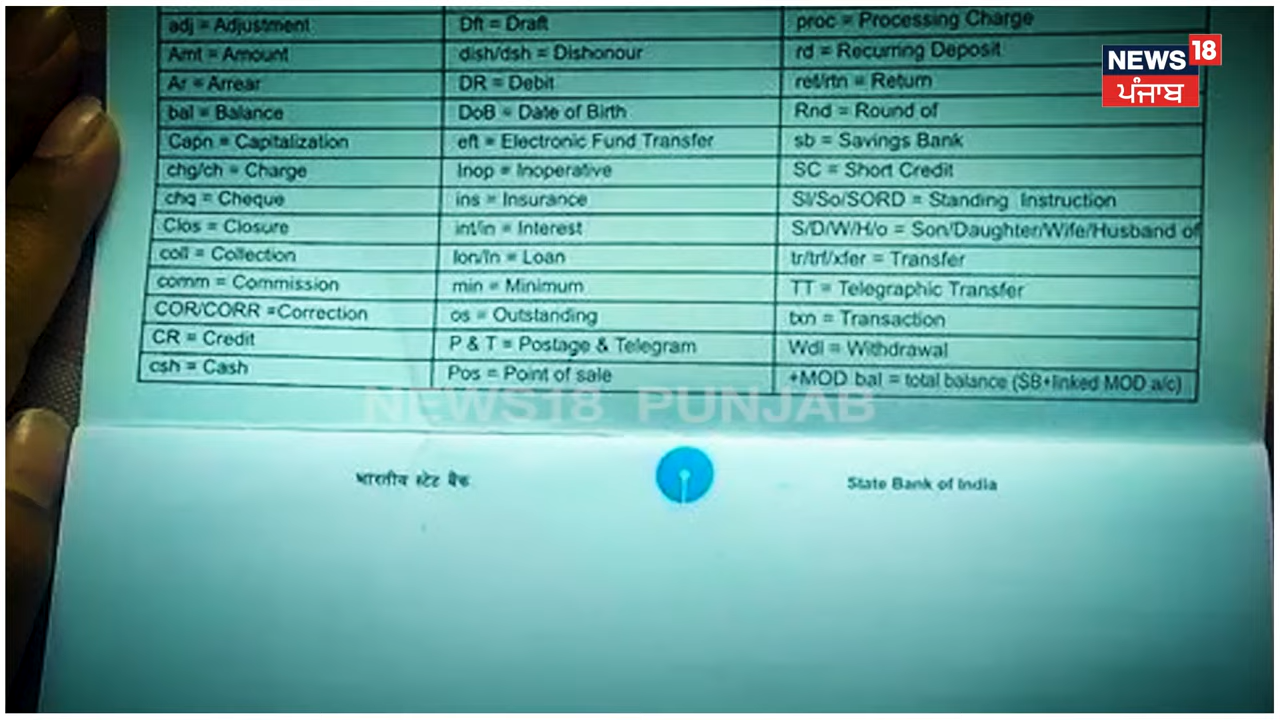 adj = Adjustment
Dft = Draft
proc = Processing Charge
Amt = Amount
dish/dsh = Dishonour
rd = Recurring Deposit
Ar = Arrear
DR = Debit
ret/rtn = Return
bal = Balance
DoB = Date of Birth
Rnd = Round of
Capn = Capitalization
eft = Electronic Fund Transfer
sb = Savings Bank
chg/ch = Charge
Inop = Inoperative
SC = Short Credit
chq = Cheque
ins = Insurance
SI/So/SORD = Standing Instruction
Clos = Closure
int/in = Interest
S/D/W/H/o = Son/Daughter/Wife/Husband of
coll = Collection
lon/ln = Loan
tr/trf/xfer = Transfer
comm = Commission
min = Minimum
TT = Telegraphic Transfer
COR/CORR =Correction
os = Outstanding
txn = Transaction
CR = Credit
P & T = Postage & Telegram
Wdl = Withdrawal
csh = Cash
Pos = Point of sale
+MOD bal = total balance (SB+linked MOD a/c)
NEWS 18
ਪੰਜਾਬ
NEWS18 PUNJAB
भारतीय स्टेट बैंक
State Bank of India